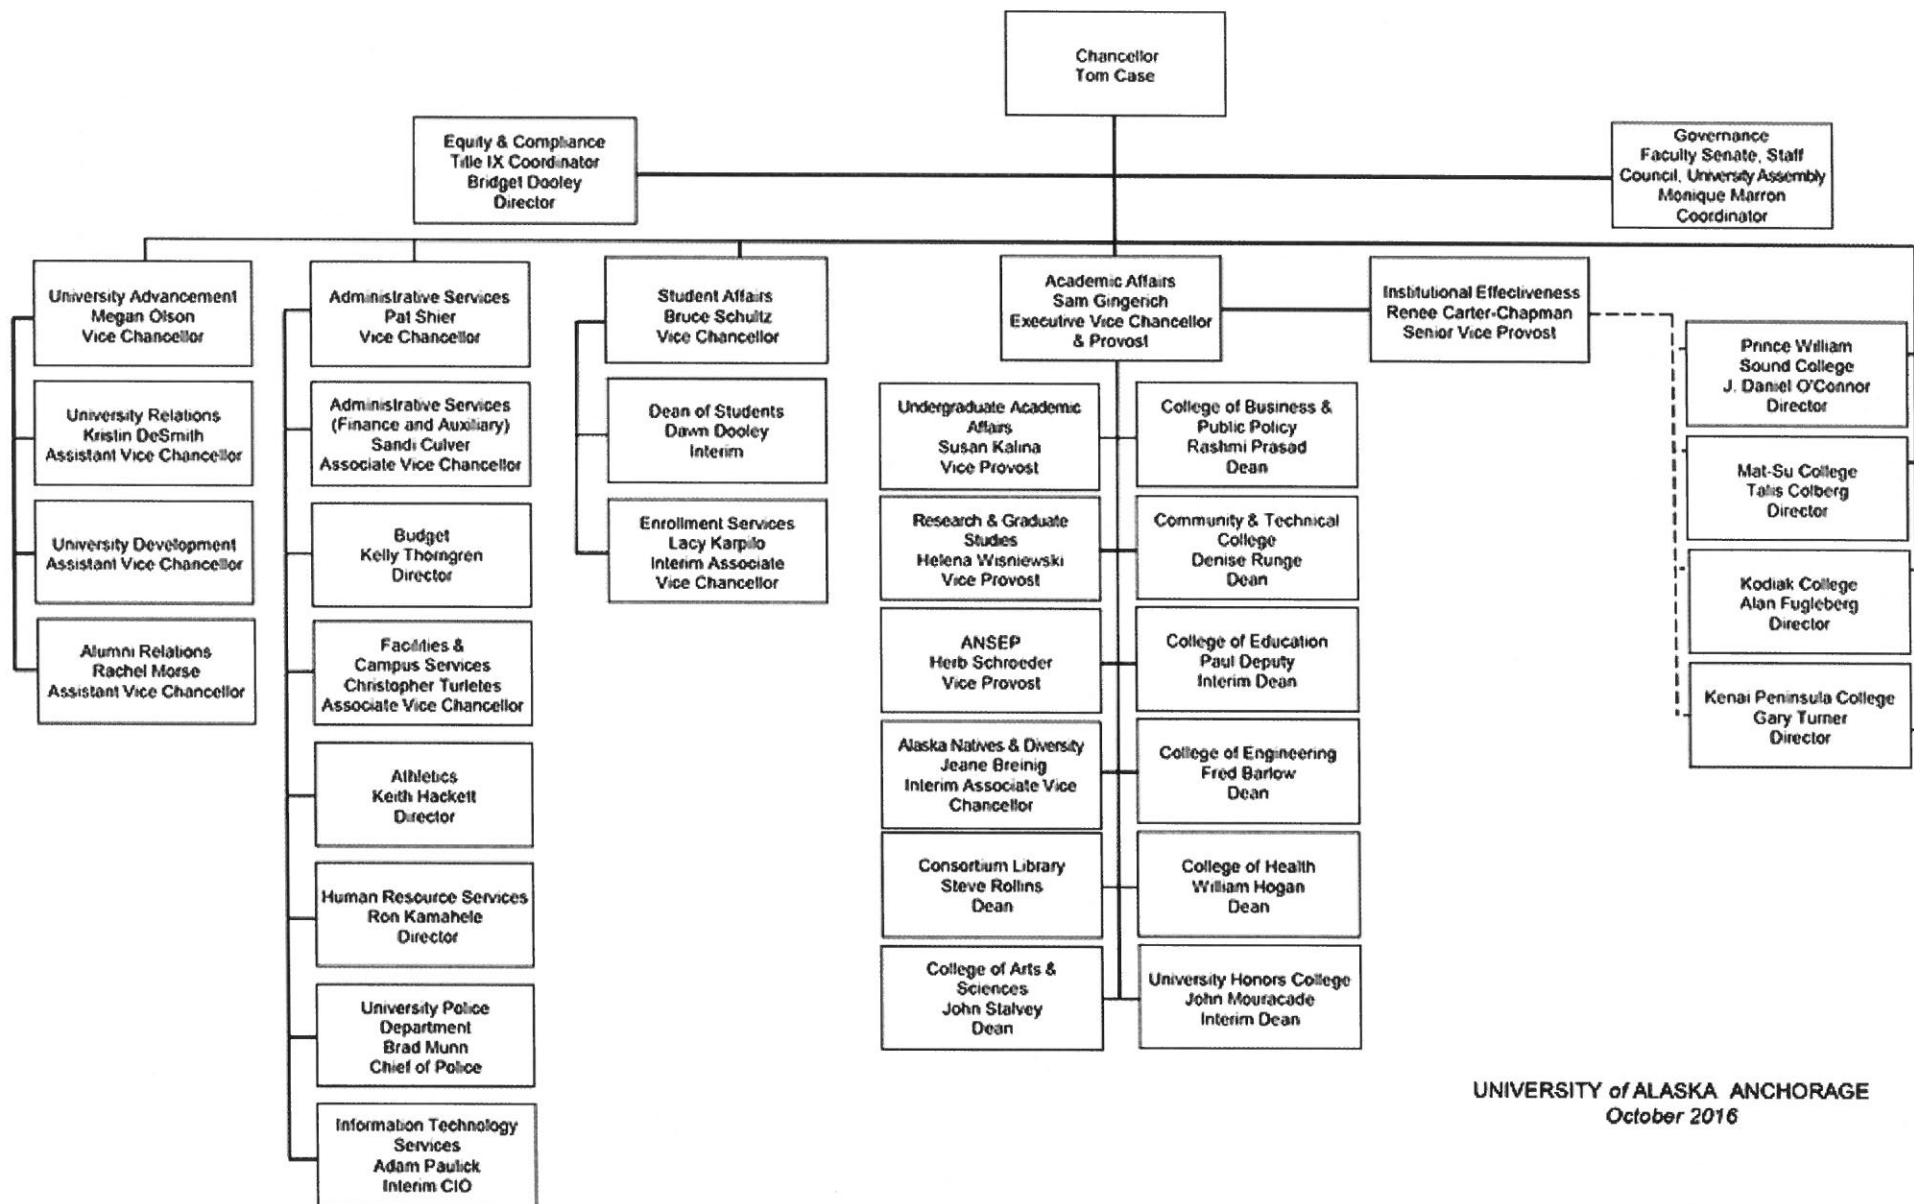 Chancellor
Tom Case
Equity & Compliance
Title IX Coordinator
Bridget Dooley
Director
Governance
Faculty Senate, Staff
Council, University Assembly
Monique Marron
Coordinator
University Advancement
Megan Olson
Vice Chancellor
University Relations
Kristin DeSmith
Assistant Vice Chancellor
University Development
Assistant Vice Chancellor
Alumni Relations
Rachel Morse
Assistant Vice Chancellor
Administrative Services
Pat Shier
Vice Chancellor
Administrative Services
(Finance and Auxiliary)
Sandi Culver
Associate Vice Chancellor
Budget
Kelly Thorngren
Director
Facilities &
Campus Services
Christopher Turletes
Associate Vice Chancellor
Athletics
Keith Hackett
Director
Human Resource Services
Ron Kamahele
Director
University Police
Department
Brad Munn
Chief of Police
Information Technology
Services
Adam Paulick
Interim CIO
Student Affairs
Bruce Schultz
Vice Chancellor
Dean of Students
Dawn Dooley
Interim
Enrollment Services
Lacy Karpilo
Interim Associate
Vice Chancellor
Academic Affairs
Sam Gingerich
Executive Vice Chancellor
& Provost
Institutional Effectiveness
Renee Carter-Chapman
Senior Vice Provost
Undergraduate Academic
Affairs
Susan Kalina
Vice Provost
Research & Graduate
Studies
Helena Wisniewski
Vice Provost
ANSEP
Herb Schroeder
Vice Provost
Alaska Natives & Diversity
Jeane Breinig
Interim Associate Vice
Chancellor
Consortium Library
Steve Rollins
Dean
College of Arts &
Sciences
John Stalvey
Dean
College of Business &
Public Policy
Rashmi Prasad
Dean
Community & Technical
College
Denise Runge
Dean
College of Education
Paul Deputy
Interim Dean
College of Engineering
Fred Barlow
Dean
College of Health
William Hogan
Dean
University Honors College
John Mouracade
Interim Dean
Prince William
Sound College
J. Daniel O'Connor
Director
Mat-Su College
Talis Colberg
Director
Kodiak College
Alan Fugleberg
Director
Kenai Peninsula College
Gary Turner
Director
UNIVERSITY of ALASKA ANCHORAGE
October 2016